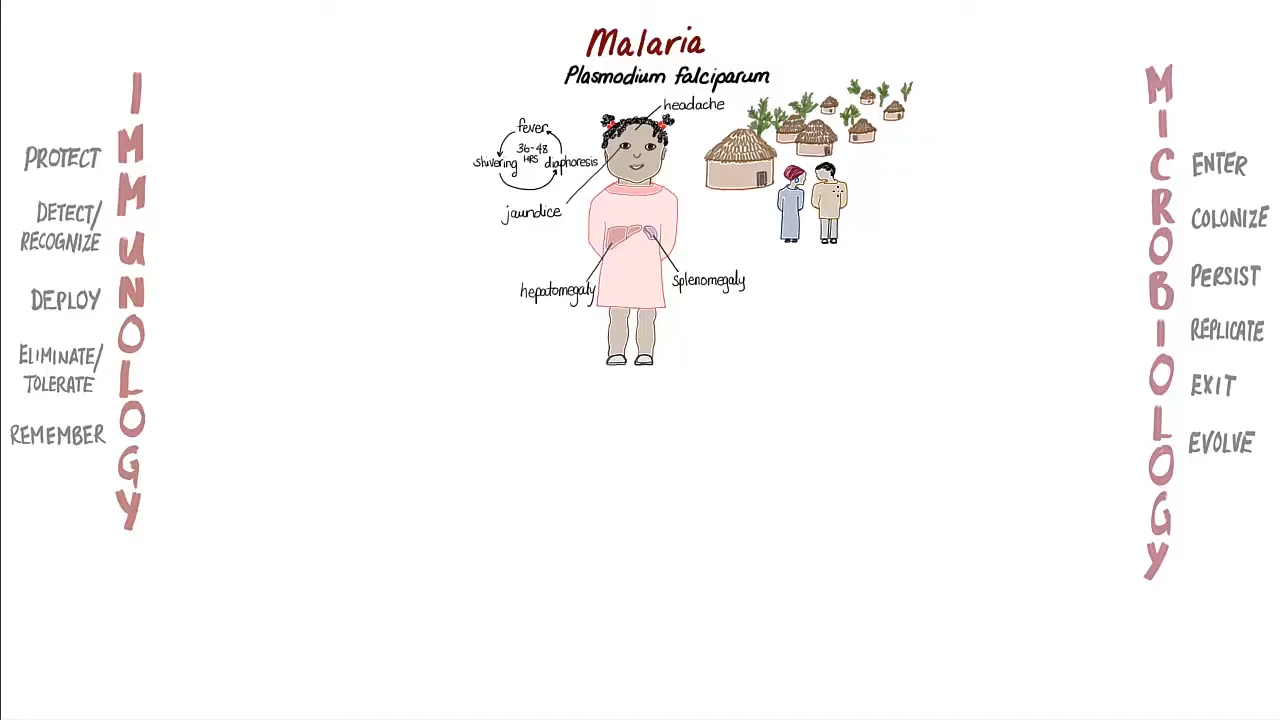 Malaria
Plasmodium falciparum
headache
fever
36-48
HRS
shivering
diaphoresis
jaundice
hepatomegaly
splenomegaly
IMMUNOLOGY
PROTECT
DETECT/
RECOGNIZE
DEPLOY
ELIMINATE/
TOLERATE
REMEMBER
MICROBIOLOGY
ENTER
COLONIZE
PERSIST
REPLICATE
EXIT
EVOLVE